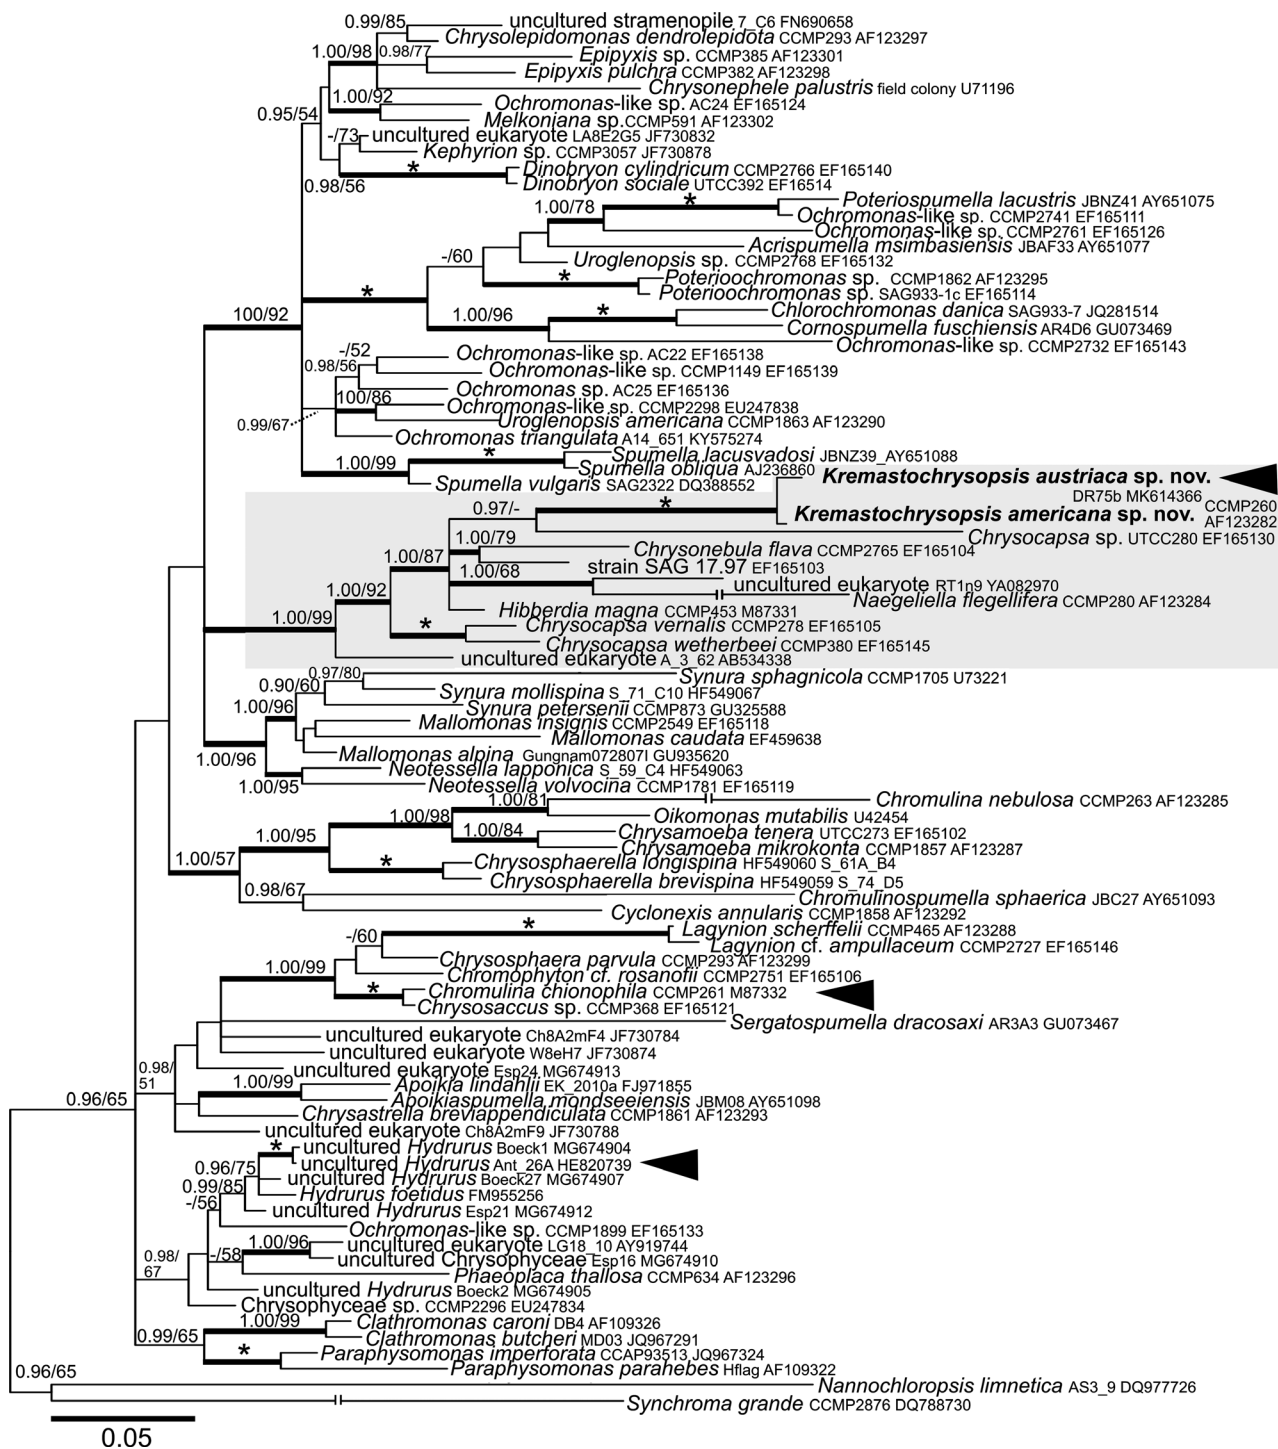 0.99/85
uncultured stramenopile 7_C6 FN690658
Chrysolepidomonas dendrolepidota CCMP293 AF123297
1.00/98
0.98/77
Epipyxis sp. CCMP385 AF123301
Epipyxis pulchra CCMP382 AF123298
Chrysonephele palustris field colony U71196
1.00/92
Ochromonas-like sp. AC24 EF165124
0.95/54
Melkoniana sp.CCMP591 AF123302
-/73
uncultured eukaryote LA8E2G5 JF730832
Kephyrion sp. CCMP3057 JF730878
*
Dinobryon cylindricum CCMP2766 EF165140
0.98/56
Dinobryon sociale UTCC392 EF16514
*
Poteriospumella lacustris JBNZ41 AY651075
1.00/78
Ochromonas-like sp. CCMP2741 EF165111
Ochromonas-like sp. CCMP2761 EF165126
Acrispumella msimbasiensis JBAF33 AY651077
-/60
Uroglenopsis sp. CCMP2768 EF165132
*
Poterioochromonas sp. CCMP1862 AF123295
*
Poterioochromonas sp. SAG933-1c EF165114
100/92
1.00/96
*
Chlorochromonas danica SAG933-7 JQ281514
Cornospumella fuschiensis AR4D6 GU073469
Ochromonas-like sp. CCMP2732 EF165143
-/52
Ochromonas-like sp. AC22 EF165138
0.98/56
Ochromonas-like sp. CCMP1149 EF165139
Ochromonas sp. AC25 EF165136
100/86
Ochromonas-like sp. CCMP2298 EU247838
0.99/67
Uroglenopsis americana CCMP1863 AF123290
Ochromonas triangulata A14_651 KY575274
*
Spumella lacusvadosi JBNZ39_AY651088
1.00/99
Spumella obliqua AJ236860
Spumella vulgaris SAG2322 DQ388552
Kremastochrysopsis austriaca sp. nov.
DR75b MK614366
*
0.97/-
Kremastochrysopsis americana sp. nov. CCMP260
AF123282
Chrysocapsa sp. UTCC280 EF165130
1.00/79
Chrysonebula flava CCMP2765 EF165104
1.00/87
strain SAG 17.97 EF165103
1.00/68
uncultured eukaryote RT1n9 YA082970
1.00/92
Naegeliella flegellifera CCMP280 AF123284
1.00/99
Hibberdia magna CCMP453 M87331
*
Chrysocapsa vernalis CCMP278 EF165105
Chrysocapsa wetherbeei CCMP380 EF165145
uncultured eukaryote A_3_62 AB534338
0.97/80
Synura sphagnicola CCMP1705 U73221
0.90/60
Synura mollispina S_71_C10 HF549067
1.00/96
Synura petersenii CCMP873 GU325588
Mallomonas insignis CCMP2549 EF165118
Mallomonas caudata EF459638
1.00/96
Mallomonas alpina Gungnam072807I GU935620
Neotessella lapponica S_59_C4 HF549063
1.00/95
Neotessella volvocina CCMP1781 EF165119
1.00/81
Chromulina nebulosa CCMP263 AF123285
1.00/98
Oikomonas mutabilis U42454
1.00/95
1.00/84
Chrysamoeba tenera UTCC273 EF165102
Chrysamoeba mikrokonta CCMP1857 AF123287
1.00/57
*
Chrysosphaerella longispina HF549060 S_61A_B4
Chrysosphaerella brevispina HF549059 S_74_D5
0.98/67
Chromulinospumella sphaerica JBC27 AY651093
Cyclonexis annularis CCMP1858 AF123292
*
Lagynion scherffelii CCMP465 AF123288
-/60
Lagynion cf. ampullaceum CCMP2727 EF165146
Chrysosphaera parvula CCMP293 AF123299
1.00/99
Chromophyton cf. rosanofii CCMP2751 EF165106
*
Chromulina chionophila CCMP261 M87332
Chrysosaccus sp. CCMP368 EF165121
Sergatospumella dracosaxi AR3A3 GU073467
uncultured eukaryote Ch8A2mF4 JF730784
uncultured eukaryote W8eH7 JF730874
0.98/
51
uncultured eukaryote Esp24 MG674913
1.00/99
Apoikia lindahlii EK_2010a FJ971855
0.96/65
Apoikiaspumella mondseeiensis JBM08 AY651098
Chrysastrella breviappendiculata CCMP1861 AF123293
uncultured eukaryote Ch8A2mF9 JF730788
*
uncultured Hydrurus Boeck1 MG674904
0.96/75
uncultured Hydrurus Ant_26A HE820739
0.99/85
uncultured Hydrurus Boeck27 MG674907
-/56
Hydrurus foetidus FM955256
uncultured Hydrurus Esp21 MG674912
Ochromonas-like sp. CCMP1899 EF165133
1.00/96
uncultured eukaryote LG18_10 AY919744
0.98/
67
-/58
uncultured Chrysophyceae Esp16 MG674910
Phaeoplaca thallosa CCMP634 AF123296
uncultured Hydrurus Boeck2 MG674905
Chrysophyceae sp. CCMP2296 EU247834
1.00/99
Clathromonas caroni DB4 AF109326
0.99/65
Clathromonas butcheri MD03 JQ967291
*
Paraphysomonas imperforata CCAP93513 JQ967324
Paraphysomonas parahebes Hflag AF109322
0.96/65
Nannochloropsis limnetica AS3_9 DQ977726
Synchroma grande CCMP2876 DQ788730
0.05